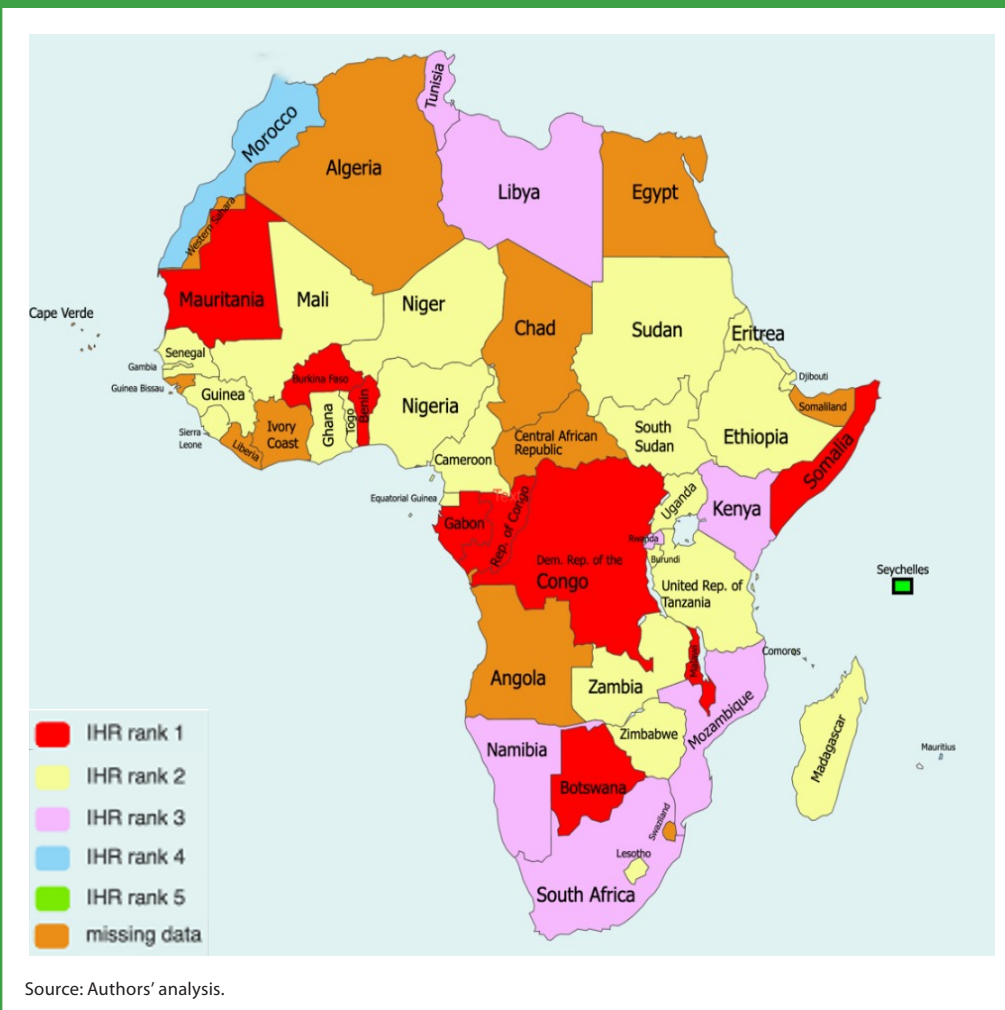 Tunisia
Morocco
Algeria
Libya
Egypt
Western Sahara
Mauritania
Mali
Niger
Chad
Sudan
Eritrea
Cape Verde
Senegal
Gambia
Guinea Bissau
Guinea
Sierra
Leone
Liberia
Ivory
Coast
Burkina Faso
Ghana
Togo
Benin
Nigeria
Cameroon
Central African
Republic
South
Sudan
Ethiopia
Djibouti
Somaliland
Somalia
Equatorial Guinea
Text
Gabon
Rep. of Congo
Dem. Rep. of the
Congo
Uganda
Kenya
Rwanda
Burundi
United Rep. of
Tanzania
Seychelles
Comoros
Angola
Zambia
Malawi
Mozambique
Zimbabwe
Namibia
Botswana
Madagascar
Mauritius
Swaziland
Lesotho
South Africa
IHR rank 1
IHR rank 2
IHR rank 3
IHR rank 4
IHR rank 5
missing data
Source: Authors' analysis.